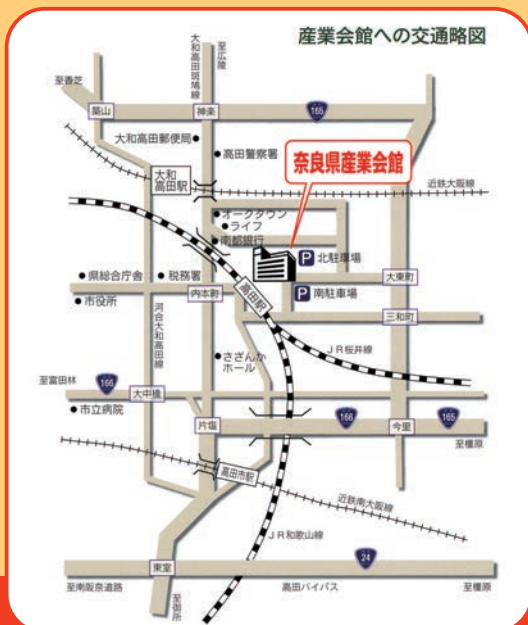 産業会館への交通略図
大和高田斑鳩線
至広陵
至香芝
築山
神楽
165
大和高田郵便局
高田警察署
奈良県産業会館
大和
高田駅
近鉄大阪線
オークタウン
ライフ
南都銀行
P 北駐車場
県総合庁舎
税務署
大東町
高田駅
P 南駐車場
市役所
内本町
三和町
河合大和高田線
JR桜井線
さざんか
ホール
至富田林
166
大中橋
市立病院
片塩
166
今里
165
至橿原
高田市駅
近鉄南大阪線
JR和歌山線
24
東室
至南阪奈道路
至御所
高田バイパス
至橿原